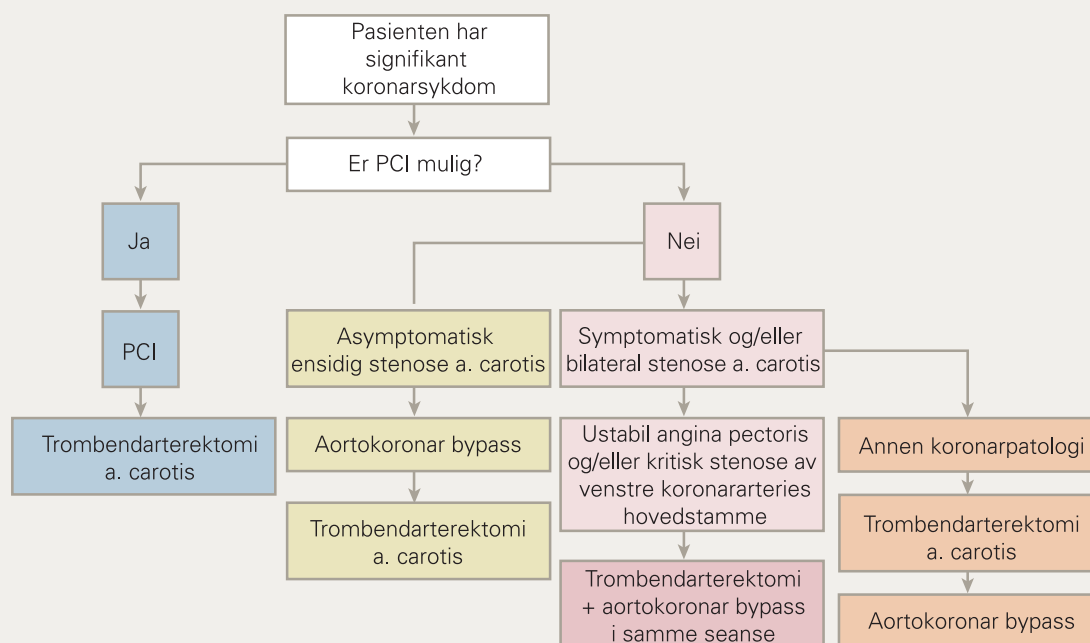 Pasienten har
signifikant
koronarsykdom
Er PCI mulig?
Ja
Nei
PCI
Trombendarterektomi
a. carotis
Asymptomatisk
ensidig stenose a. carotis
Aortokoronar bypass
Trombendarterektomi
a. carotis
Symptomatisk og/eller
bilateral stenose a. carotis
Ustabil angina pectoris
og/eller kritisk stenose av
venstre koronararteries
hovedstamme
Trombendarterektomi
+ aortokoronar bypass
i samme seanse
Annen koronarpatologi
Trombendarterektomi
a. carotis
Aortokoronar bypass